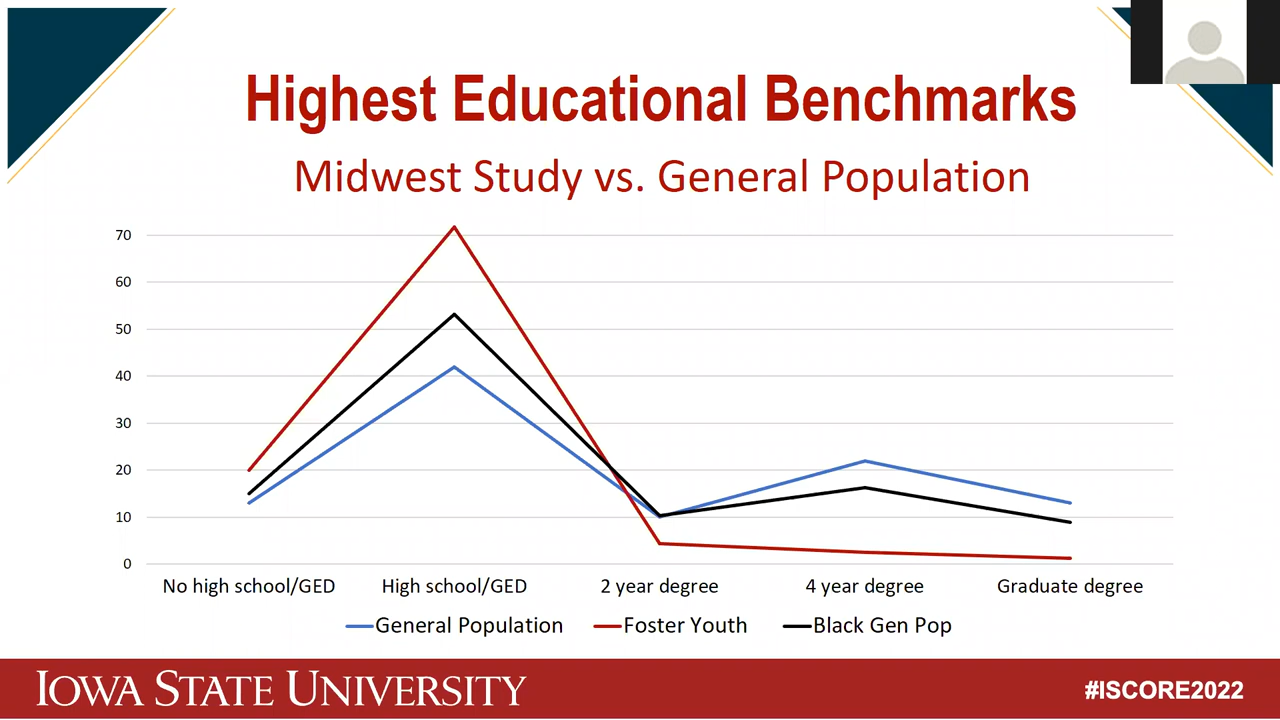 Highest Educational Benchmarks
Midwest Study vs. General Population
70
60
50
40
30
20
10
0
No high school/GED High school/GED 2 year degree 4 year degree Graduate degree
General Population Foster Youth Black Gen Pop
IOWA STATE UNIVERSITY #ISCORE2022